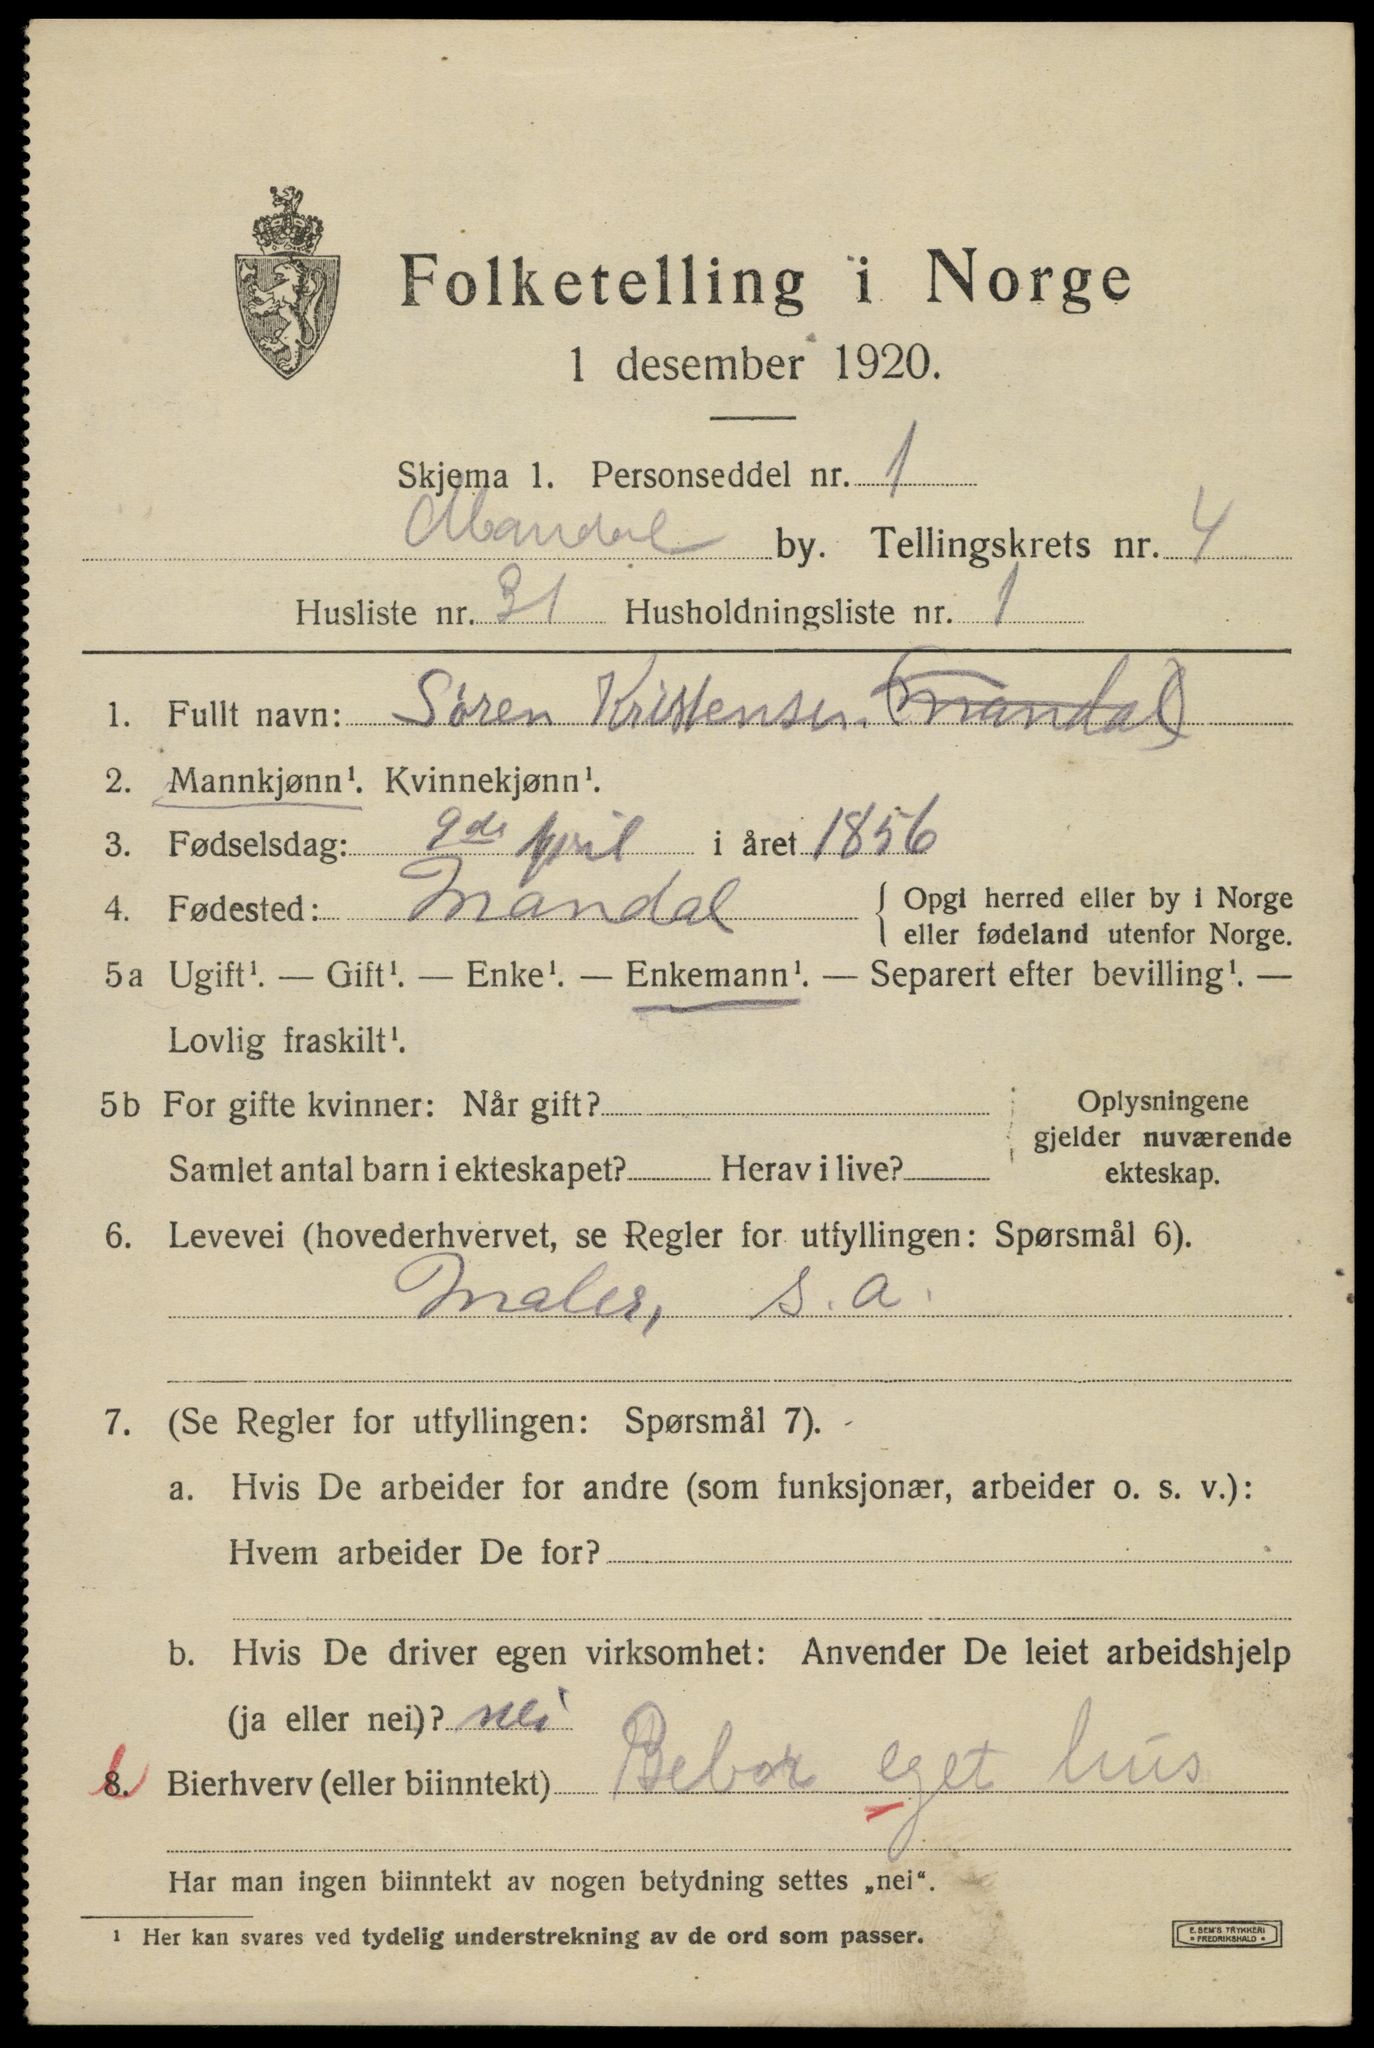 Folketelling i Norge
1 desember 1920.
Skjema 1. Personseddel nr. 1
Mandal by. Tellingskrets nr. 4
Husliste nr. 31 Husholdningsliste nr. 1
1. Fullt navn: Sören Kristensen (Mandal)
2. Mannkjønn¹. Kvinnekjønn¹.
3. Fødselsdag: 9de April i året 1856
4. Fødested: Mandal { Opgi herred eller by i Norge
eller fødeland utenfor Norge.
5a Ugift¹. — Gift¹. — Enke¹. — Enkemann¹. — Separert efter bevilling¹. —
Lovlig fraskilt¹.
5b For gifte kvinner: Når gift? Oplysningene
gjelder nuværende
Samlet antal barn i ekteskapet? Herav i live? ekteskap.
6. Levevei (hovederhvervet, se Regler for utfyllingen: Spørsmål 6).
Maler, s. a.
7. (Se Regler for utfyllingen: Spørsmål 7).
a. Hvis De arbeider for andre (som funksjonær, arbeider o. s. v.):
Hvem arbeider De for?
b. Hvis De driver egen virksomhet: Anvender De leiet arbeidshjelp
(ja eller nei)? nei
8. Bierhverv (eller biinntekt) Bebor eget hus
Har man ingen biinntekt av nogen betydning settes „nei“.
¹ Her kan svares ved tydelig understrekning av de ord som passer.
E. SEM'S TRYKKERI
• FREDRIKSHALD •